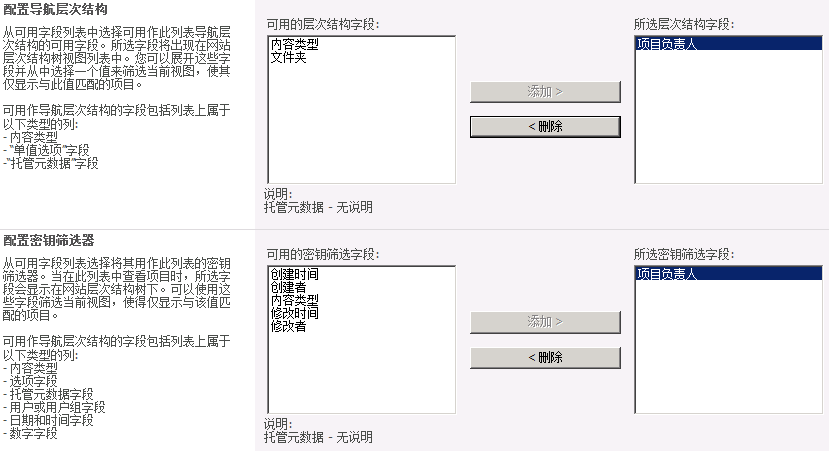 配置导航层次结构
从可用字段列表中选择可用作此列表导航层
次结构的可用字段。所选字段将出现在网站
层次结构树视图列表中。您可以展开这些字
段并从中选择一个值来筛选当前视图，使其
仅显示与此值匹配的项目。
可用作导航层次结构的字段包括列表上属于
以下类型的列:
- 内容类型
- “单值选项”字段
-“托管元数据”字段
可用的层次结构字段:
内容类型
文件夹
添加 >
< 删除
所选层次结构字段:
项目负责人
说明:
托管元数据 - 无说明
配置密钥筛选器
从可用字段列表选择将其用作此列表的密钥
筛选器。当在此列表中查看项目时，所选字
段会显示在网站层次结构树下。可以使用这
些字段筛选当前视图，使得仅显示与该值匹
配的项目。
可用作导航层次结构的字段包括列表上属于
以下类型的列:
- 内容类型
- 选项字段
- 托管元数据字段
- 用户或用户组字段
- 日期和时间字段
- 数字字段
可用的密钥筛选字段:
创建时间
创建者
内容类型
修改时间
修改者
添加 >
< 删除
所选密钥筛选字段:
项目负责人
说明:
托管元数据 - 无说明